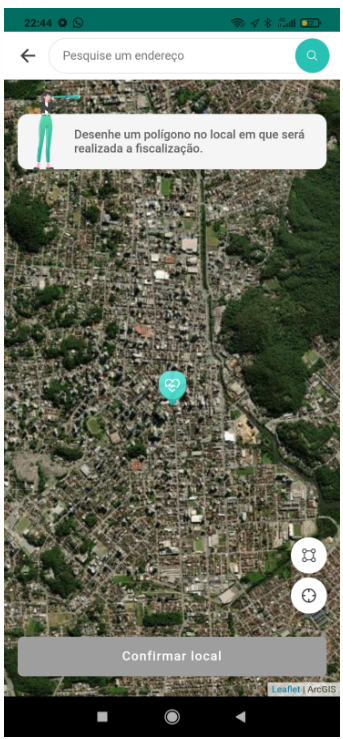 22:44
Pesquise um endereço
Desenhe um polígono no local em que será
realizada a fiscalização.
Confirmar local
Leaflet | ArcGIS